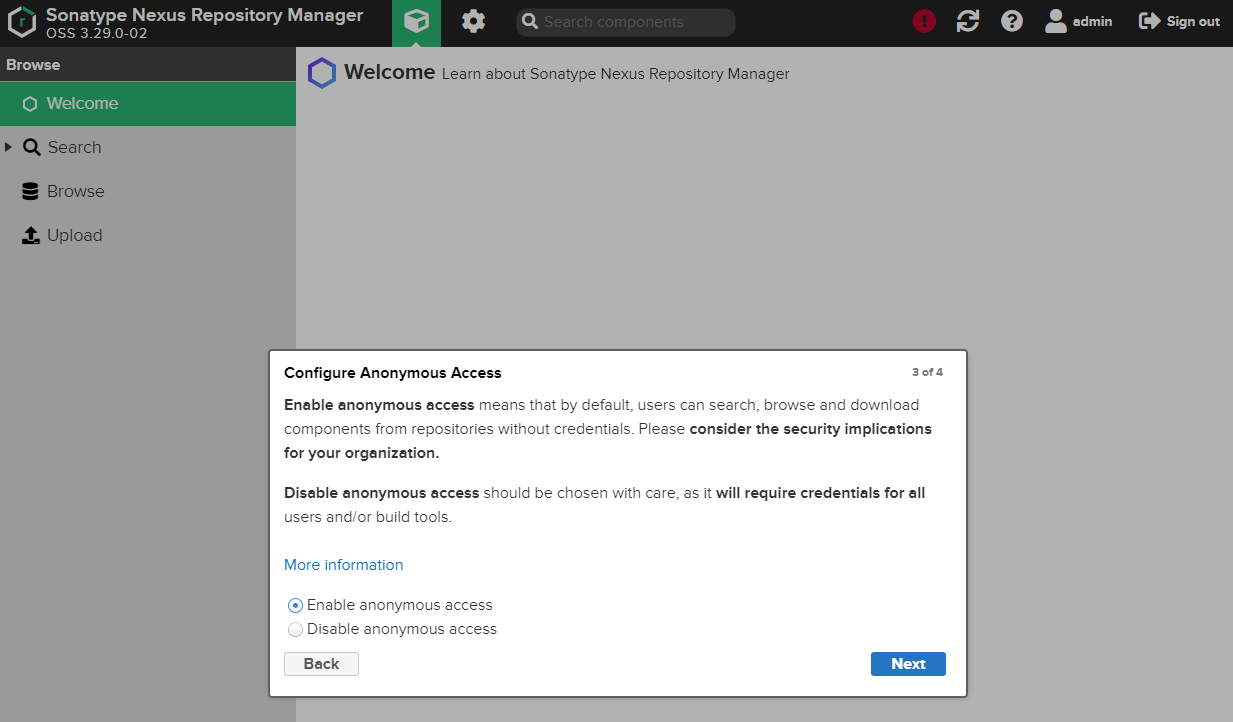 Sonatype Nexus Repository Manager
OSS 3.29.0-02
Search components
admin
Sign out
Browse
Welcome
Search
Browse
Upload
Welcome Learn about Sonatype Nexus Repository Manager
Configure Anonymous Access
3 of 4
Enable anonymous access means that by default, users can search, browse and download
components from repositories without credentials. Please consider the security implications
for your organization.
Disable anonymous access should be chosen with care, as it will require credentials for all
users and/or build tools.
More information
Enable anonymous access
Disable anonymous access
Back
Next